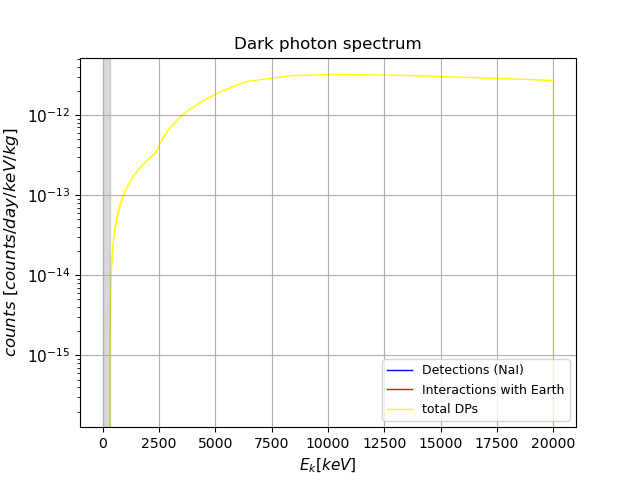 Dark photon spectrum
counts [counts/day/keV/kg]
10⁻¹²
10⁻¹³
10⁻¹⁴
10⁻¹⁵
Detections (NaI)
Interactions with Earth
total DPs
0 2500 5000 7500 10000 12500 15000 17500 20000
Eₖ[keV]